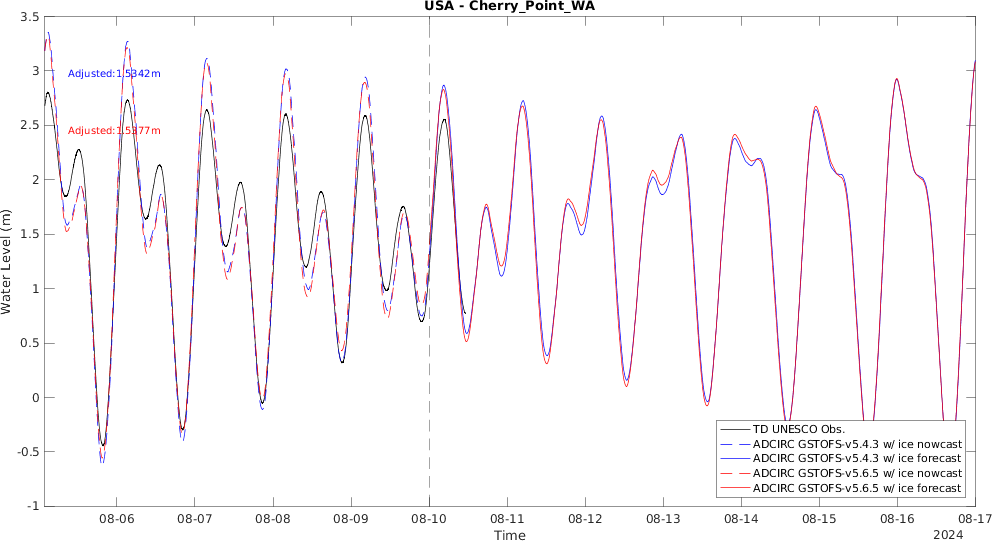 USA - Cherry_Point_WA
3.5
3
2.5
2
1.5
1
0.5
0
-0.5
-1
Water Level (m)
Adjusted:1.5342m
Adjusted:1.5377m
TD UNESCO Obs.
ADCIRC GSTOFS-v5.4.3 w/ ice nowcast
ADCIRC GSTOFS-v5.4.3 w/ ice forecast
ADCIRC GSTOFS-v5.6.5 w/ ice nowcast
ADCIRC GSTOFS-v5.6.5 w/ ice forecast
08-06 08-07 08-08 08-09 08-10 08-11 08-12 08-13 08-14 08-15 08-16 08-17
Time
2024